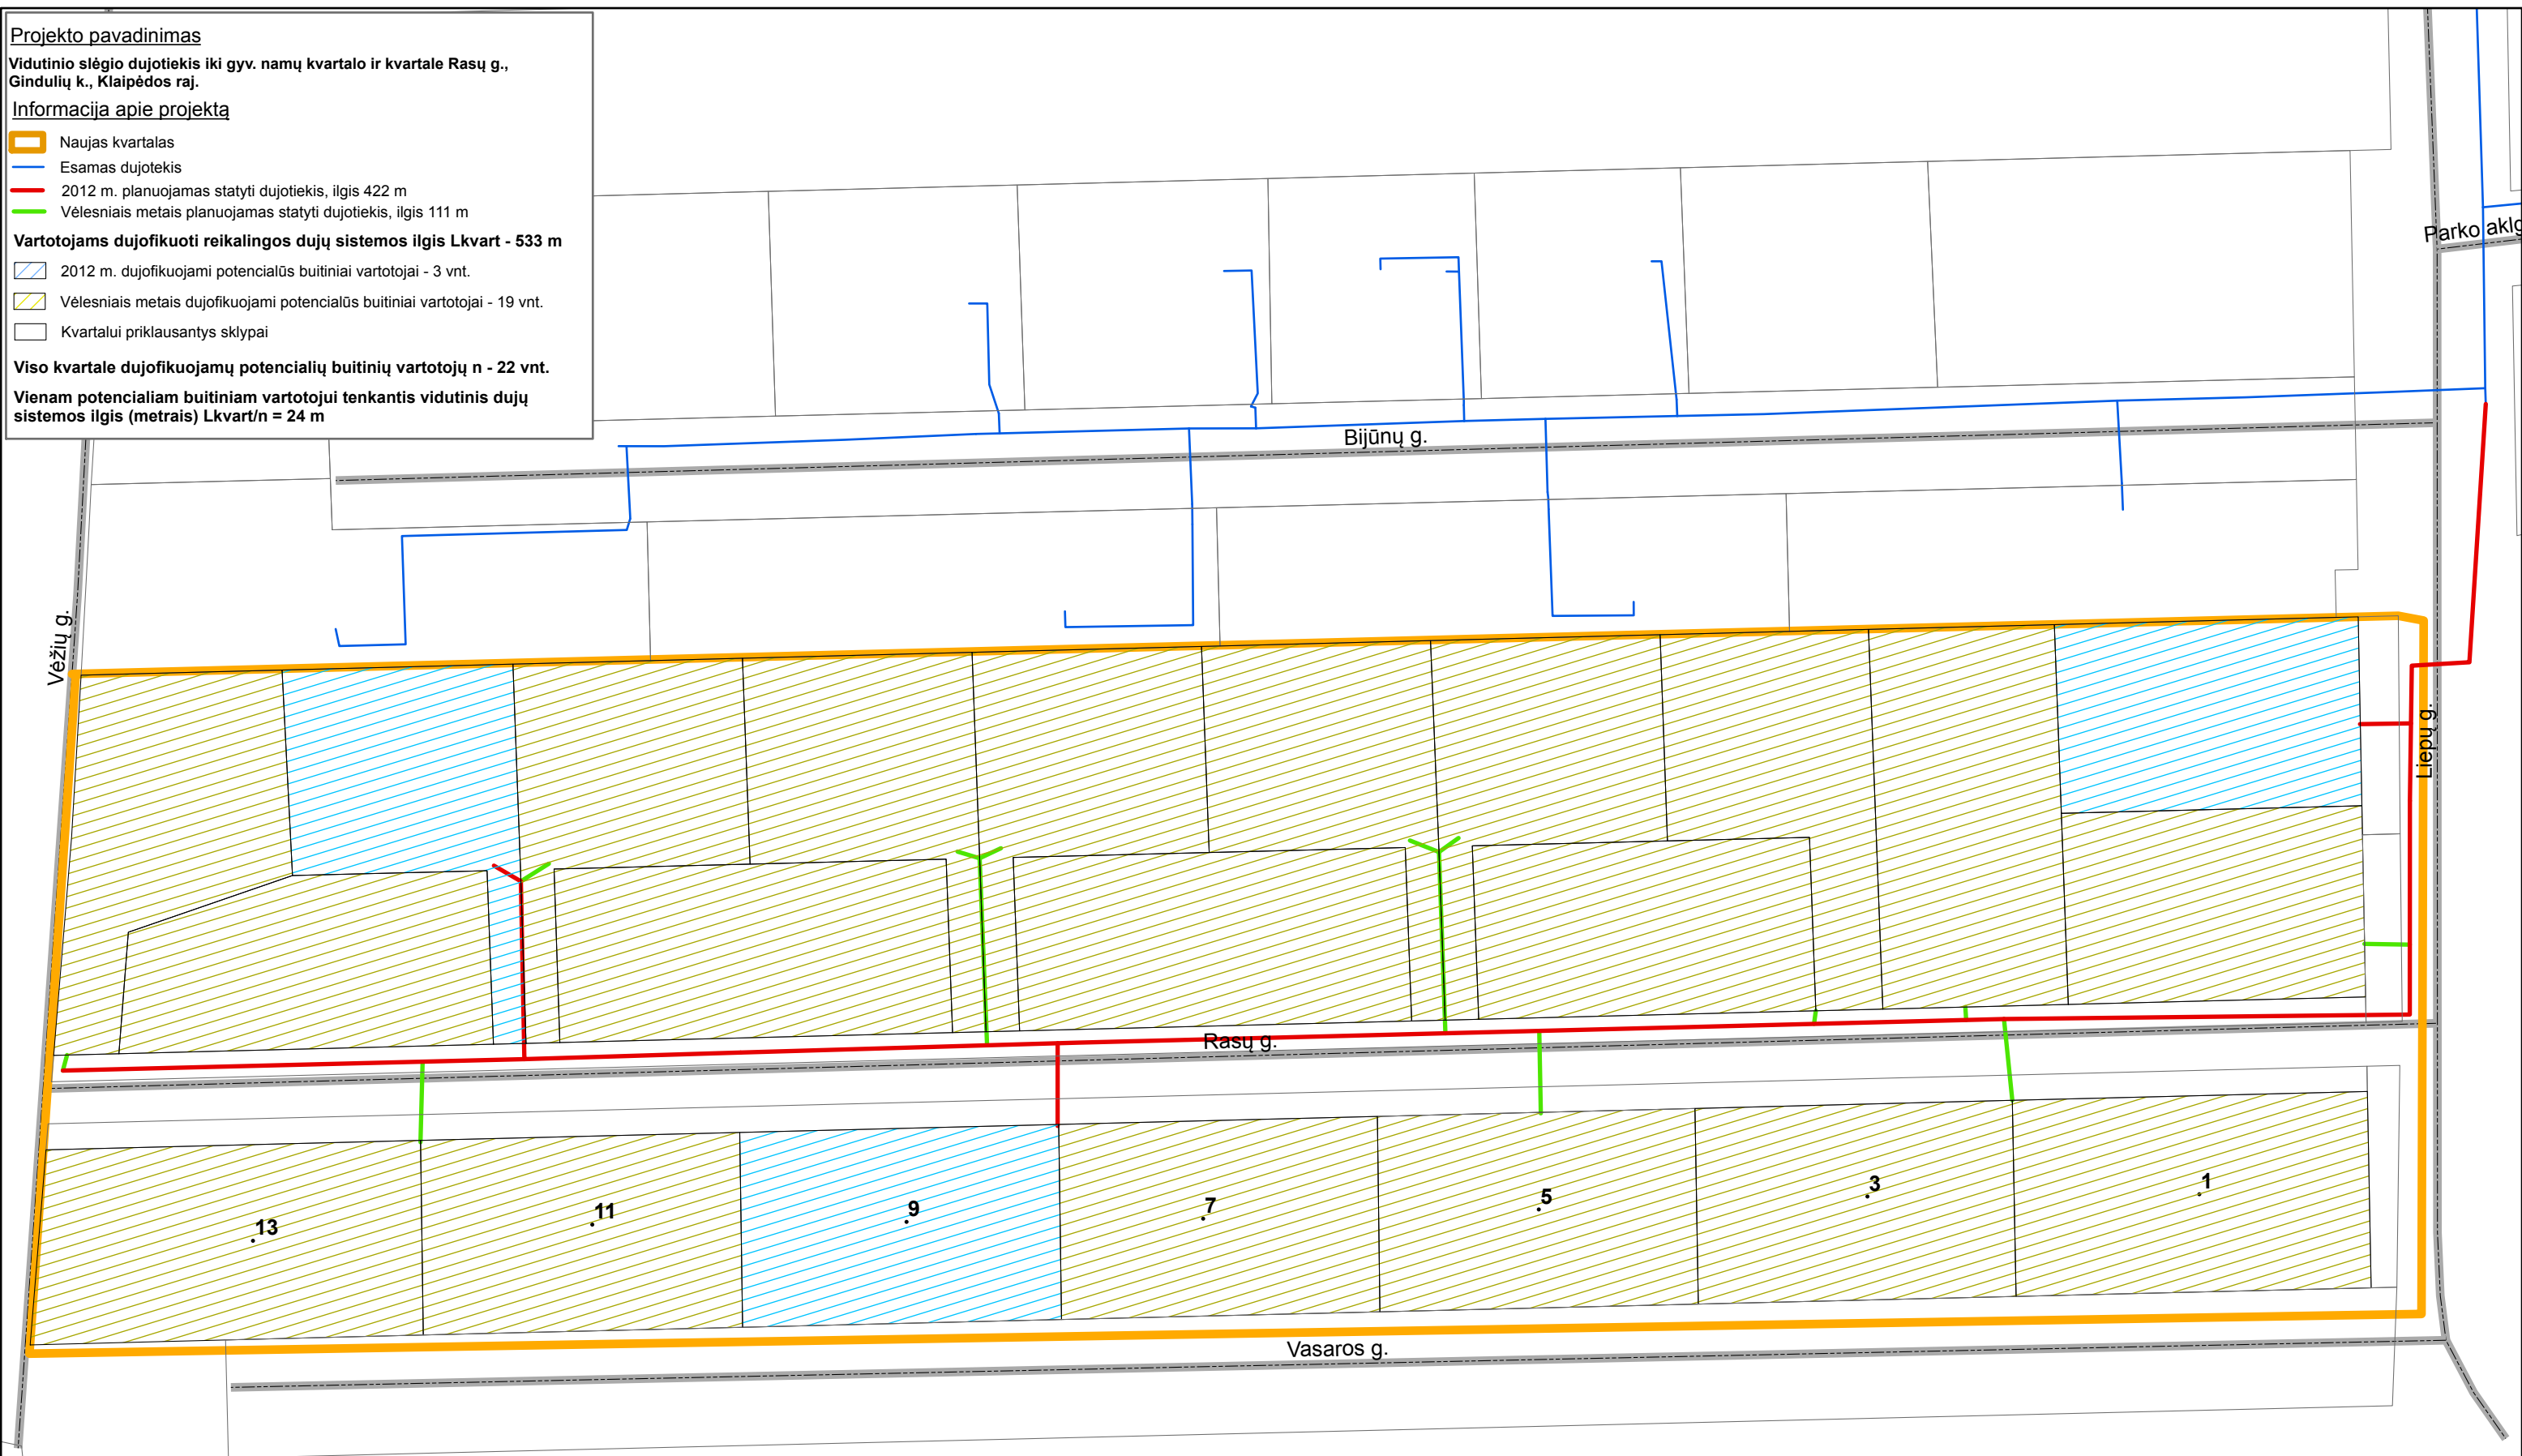 Projekto pavadinimas
Vidutinio slėgio dujotiekis iki gyv. namų kvartalo ir kvartale Rasų g.,
Gindulių k., Klaipėdos raj.
Informacija apie projektą
Naujas kvartalas
Esamas dujotekis
2012 m. planuojamas statyti dujotiekis, ilgis 422 m
Vėlesniais metais planuojamas statyti dujotiekis, ilgis 111 m
Vartotojams dujofikuoti reikalingos dujų sistemos ilgis Lkvart - 533 m
2012 m. dujofikuojami potencialūs buitiniai vartotojai - 3 vnt.
Vėlesniais metais dujofikuojami potencialūs buitiniai vartotojai - 19 vnt.
Kvartalui priklausantys sklypai
Viso kvartale dujofikuojamų potencialių buitinių vartotojų n - 22 vnt.
Vienam potencialiam buitiniam vartotojui tenkantis vidutinis dujų
sistemos ilgis (metrais) Lkvart/n = 24 m
Parko aklg
Bijūnų g.
Vėžių g.
Liepų g.
Rasų g.
13
11
9
7
5
3
1
Vasaros g.